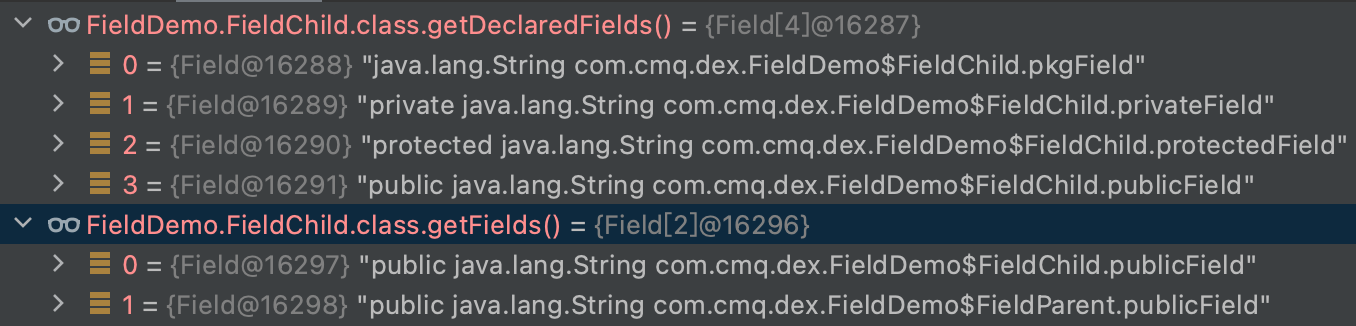 FieldDemo.FieldChild.class.getDeclaredFields() = {Field[4]@16287}
0 = {Field@16288} "java.lang.String com.cmq.dex.FieldDemo$FieldChild.pkgField"
1 = {Field@16289} "private java.lang.String com.cmq.dex.FieldDemo$FieldChild.privateField"
2 = {Field@16290} "protected java.lang.String com.cmq.dex.FieldDemo$FieldChild.protectedField"
3 = {Field@16291} "public java.lang.String com.cmq.dex.FieldDemo$FieldChild.publicField"
FieldDemo.FieldChild.class.getFields() = {Field[2]@16296}
0 = {Field@16297} "public java.lang.String com.cmq.dex.FieldDemo$FieldChild.publicField"
1 = {Field@16298} "public java.lang.String com.cmq.dex.FieldDemo$FieldParent.publicField"